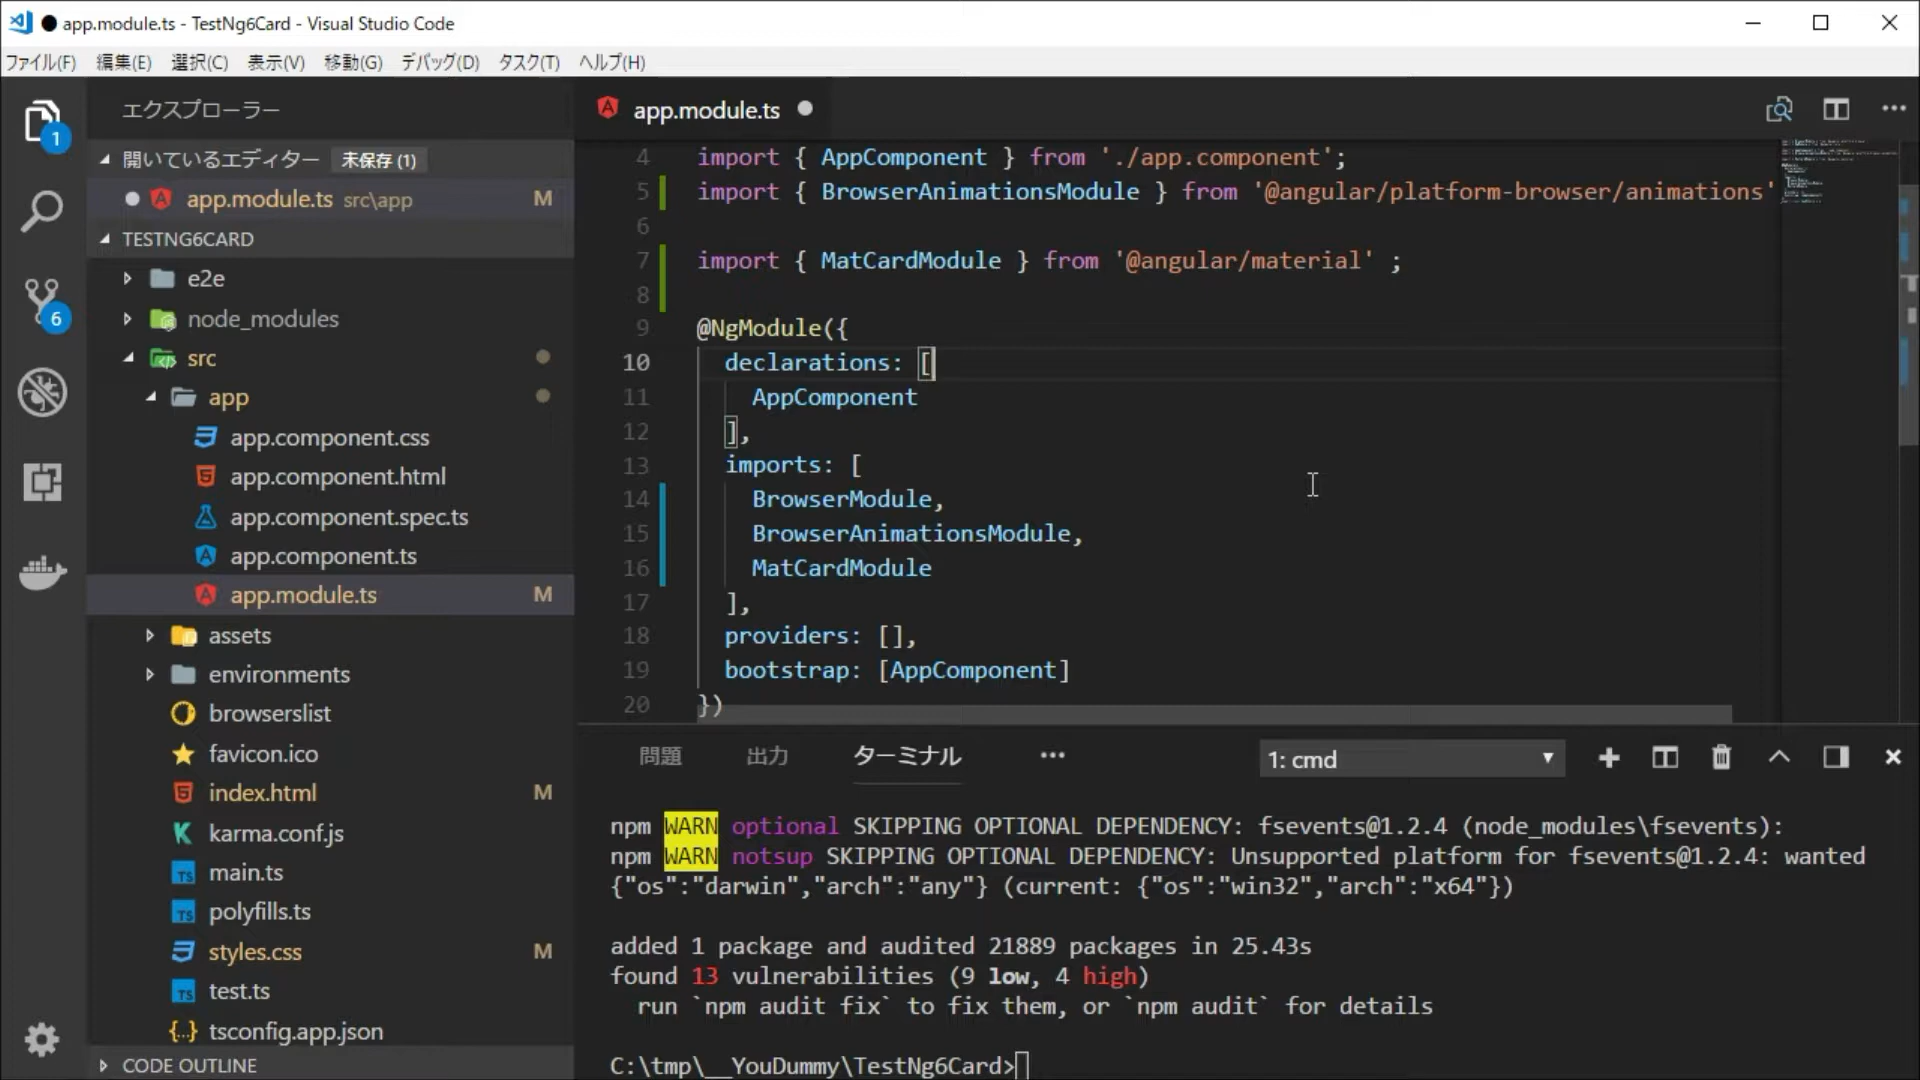 app.module.ts - TestNg6Card - Visual Studio Code
ファイル(F) 編集(E) 選択(C) 表示(V) 移動(G) デバッグ(D) タスク(T) ヘルプ(H)
エクスプローラー
1
開いているエディター 未保存 (1)
app.module.ts src\app M
TESTNG6CARD
e2e
6
node_modules
src
app
app.component.css
app.component.html
app.component.spec.ts
app.component.ts
app.module.ts M
assets
environments
browserslist
favicon.ico
index.html M
karma.conf.js
main.ts
polyfills.ts
styles.css M
test.ts
tsconfig.app.json
CODE OUTLINE
app.module.ts
4 import { AppComponent } from './app.component';
5 import { BrowserAnimationsModule } from '@angular/platform-browser/animations'
6
7 import { MatCardModule } from '@angular/material' ;
8
9 @NgModule({
10 declarations: [
11 AppComponent
12 ],
13 imports: [
14 BrowserModule,
15 BrowserAnimationsModule,
16 MatCardModule
17 ],
18 providers: [],
19 bootstrap: [AppComponent]
20 })
問題 出力 ターミナル ··· 1: cmd
npm WARN optional SKIPPING OPTIONAL DEPENDENCY: fsevents@1.2.4 (node_modules\fsevents):
npm WARN notsup SKIPPING OPTIONAL DEPENDENCY: Unsupported platform for fsevents@1.2.4: wanted
{"os":"darwin","arch":"any"} (current: {"os":"win32","arch":"x64"})
added 1 package and audited 21889 packages in 25.43s
found 13 vulnerabilities (9 low, 4 high)
run `npm audit fix` to fix them, or `npm audit` for details
C:\tmp\__YouDummy\TestNg6Card>